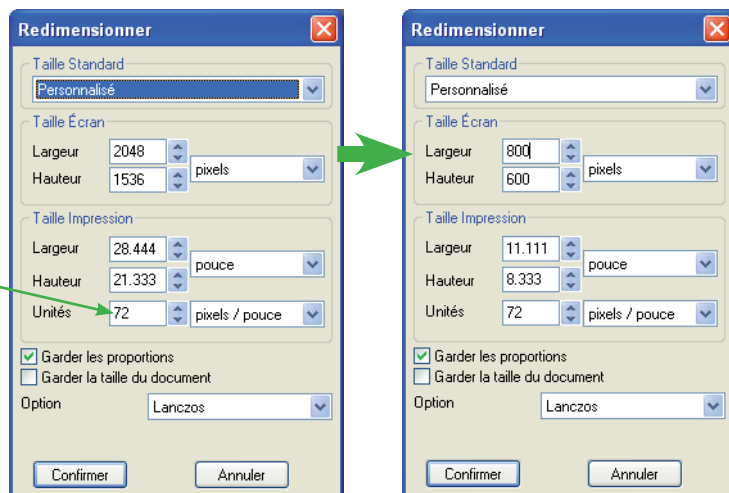 Redimensionner
Taille Standard
Personnalisé
Taille Écran
Largeur 2048
Hauteur 1536 pixels
Taille Impression
Largeur 28.444
Hauteur 21.333 pouce
Unités 72 pixels / pouce
Garder les proportions
Garder la taille du document
Option Lanczos
Confirmer Annuler
Redimensionner
Taille Standard
Personnalisé
Taille Écran
Largeur 800
Hauteur 600 pixels
Taille Impression
Largeur 11.111
Hauteur 8.333 pouce
Unités 72 pixels / pouce
Garder les proportions
Garder la taille du document
Option Lanczos
Confirmer Annuler